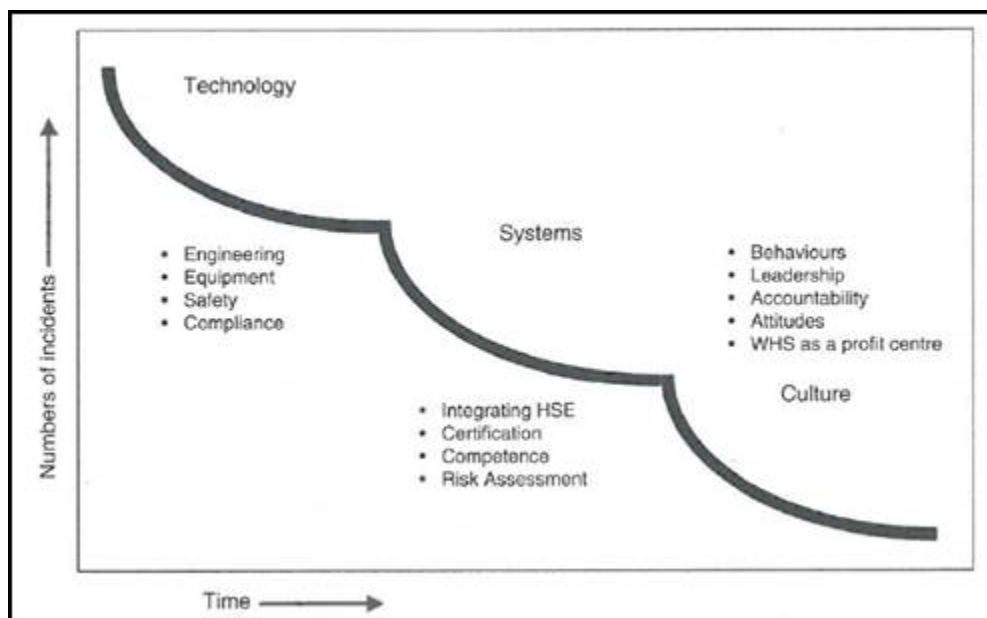 Technology
• Engineering
• Equipment
• Safety
• Compliance
Systems
• Integrating HSE
• Certification
• Competence
• Risk Assessment
• Behaviours
• Leadership
• Accountability
• Attitudes
• WHS as a profit centre
Culture
Numbers of incidents
Time